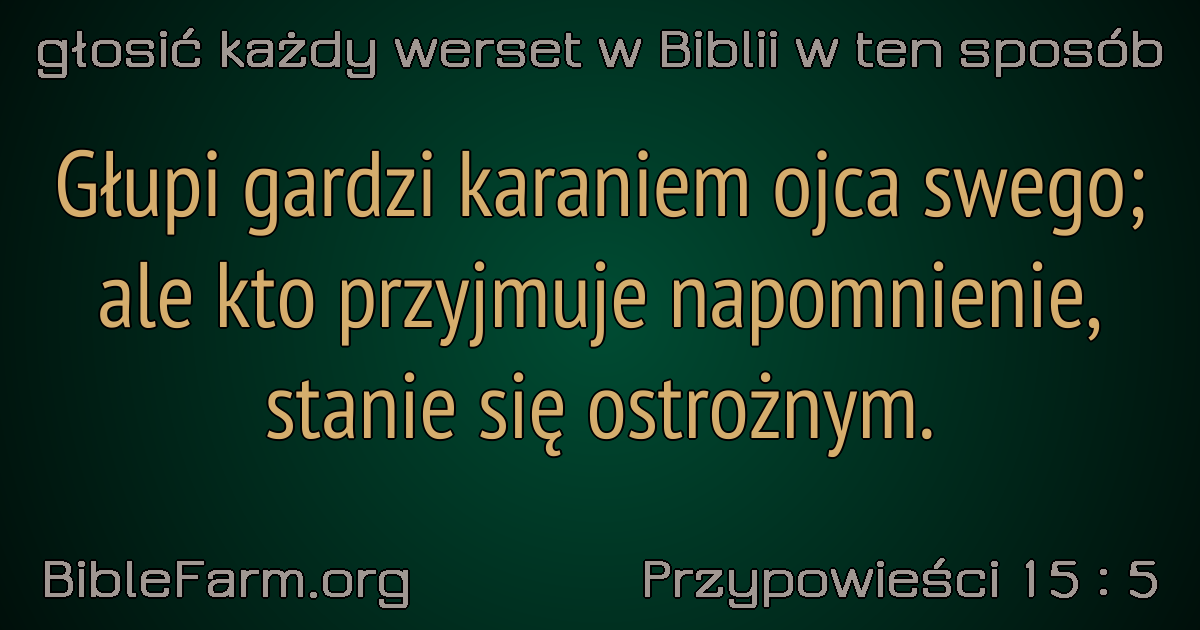 głosić każdy werset w Biblii w ten sposób
Głupi gardzi karaniem ojca swego;
ale kto przyjmuje napomnienie,
stanie się ostrożnym.
BibleFarm.org
Przypowieści 15 : 5